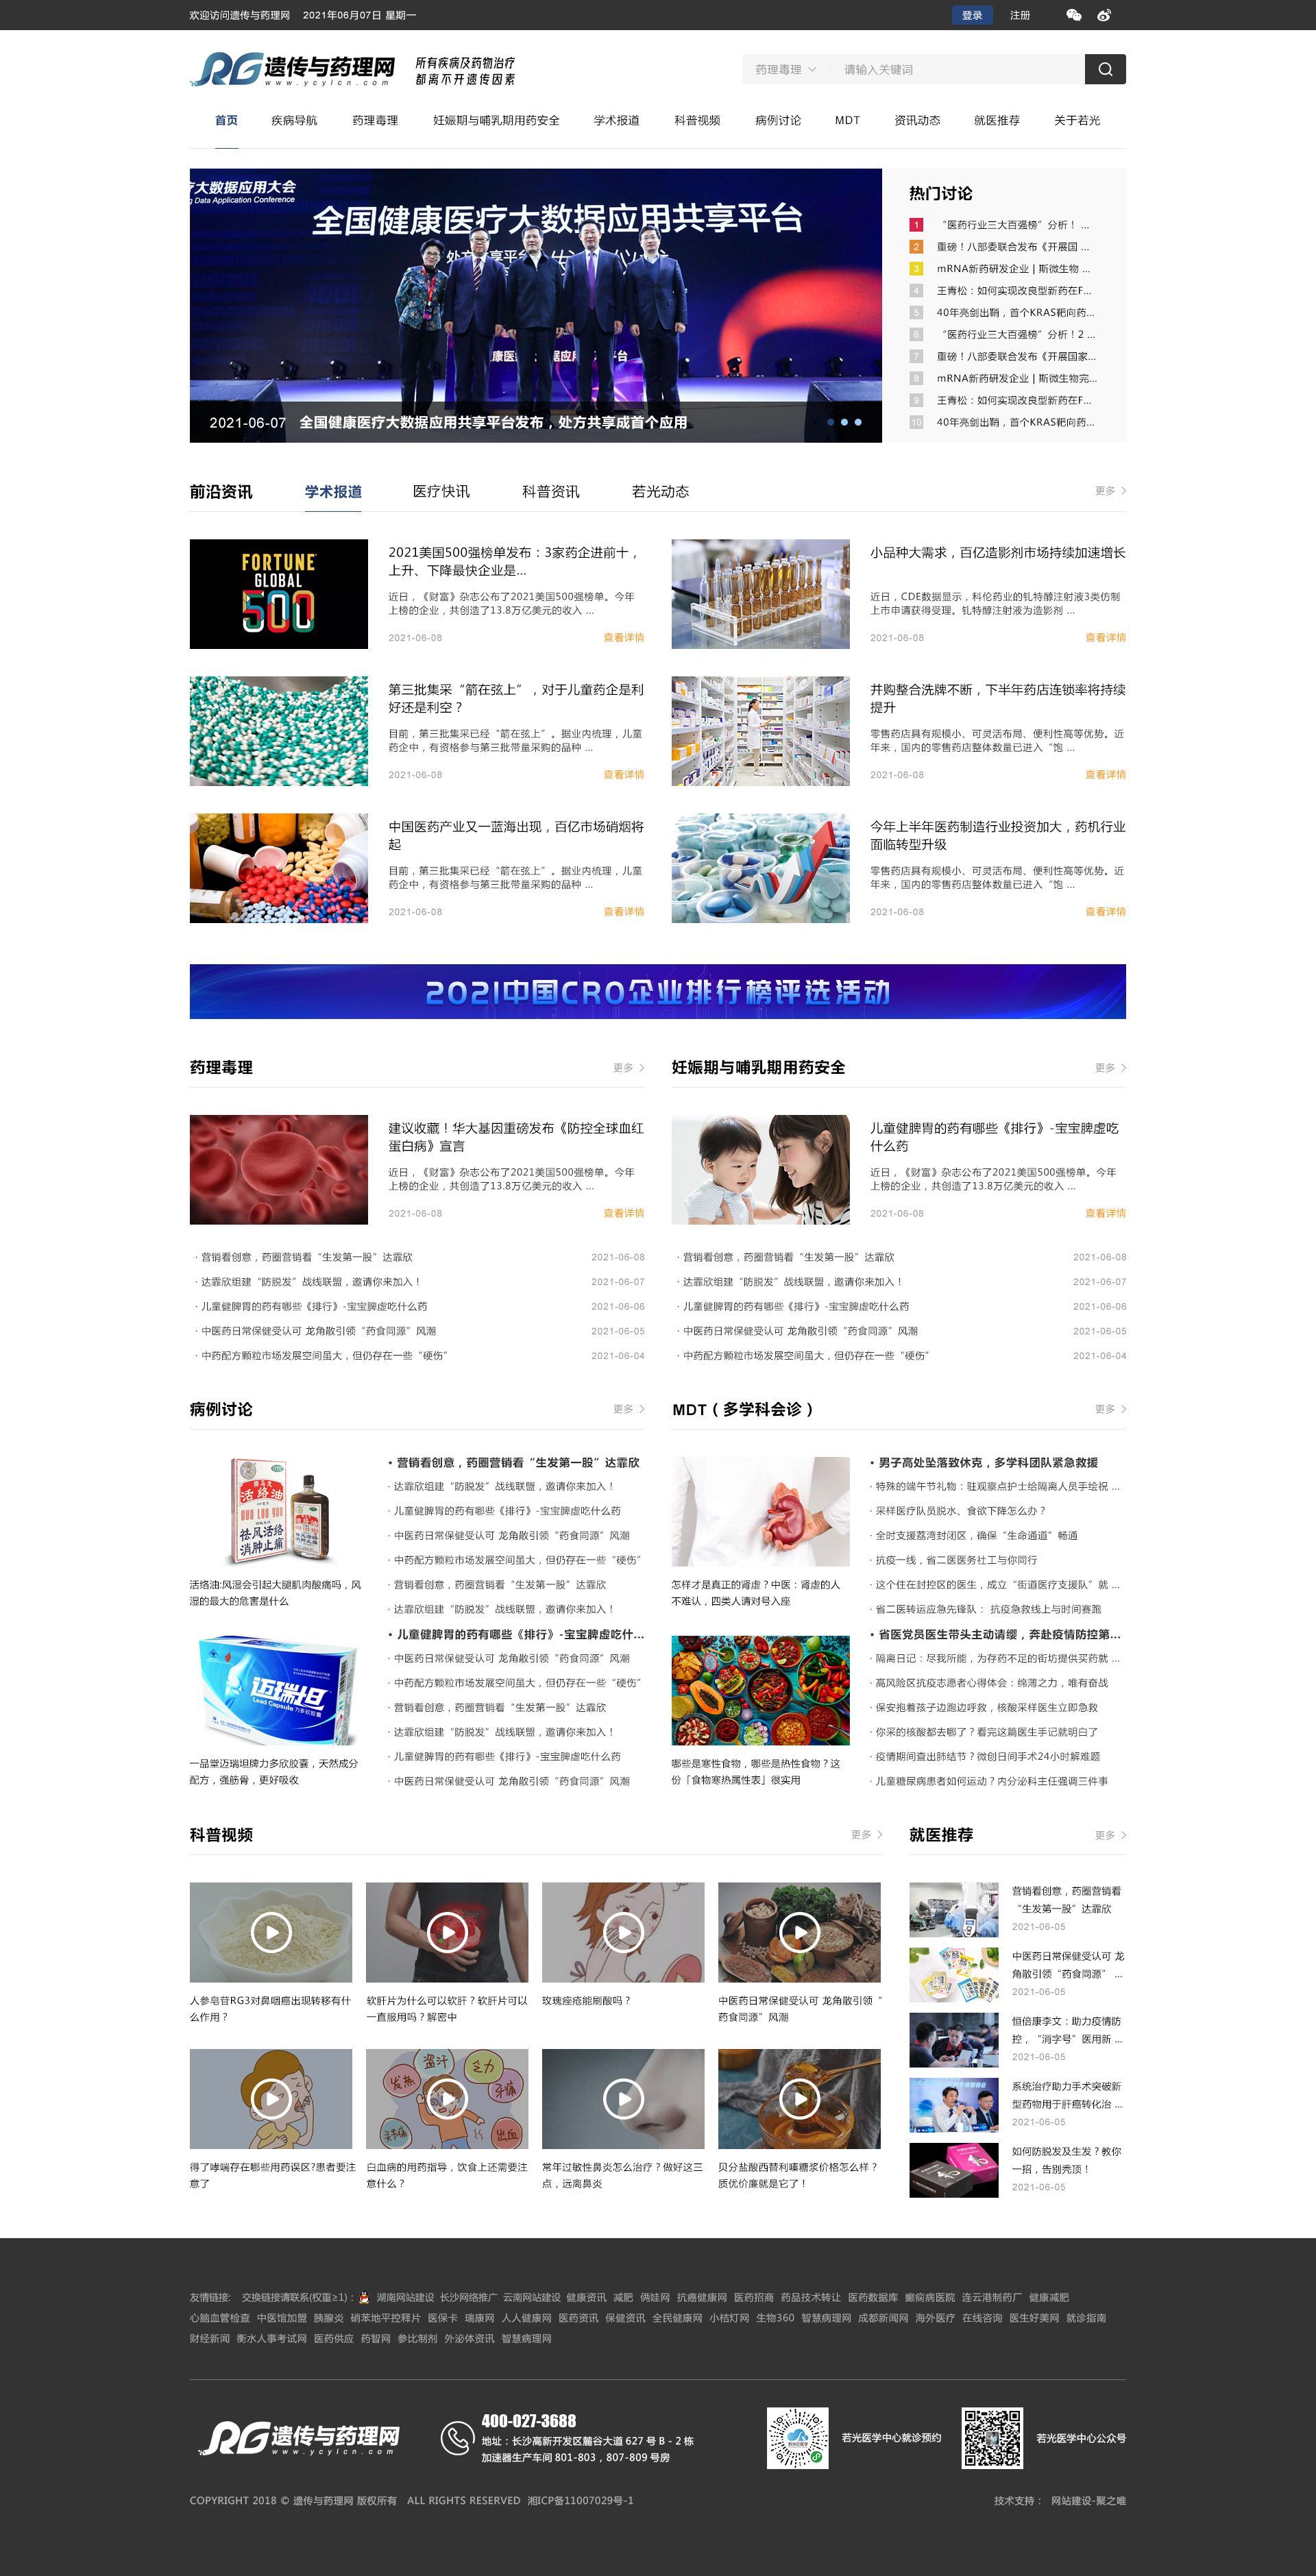 欢迎访问遗传与药理网 2021年06月07日 星期一 登录 注册
RG遗传与药理网
www.ycylcn.com
所有疾病及药物治疗
都离不开遗传因素
药理毒理 请输入关键词
首页 疾病导航 药理毒理 妊娠期与哺乳期用药安全 学术报道 科普视频 病例讨论 MDT 资讯动态 就医推荐 关于若光
疗大数据应用大会
g Data Application Conference
全国健康医疗大数据应用共享平台
2021-06-07 全国健康医疗大数据应用共享平台发布，处方共享成首个应用
热门讨论
1 “医药行业三大百强榜”分析！ ...
2 重磅！八部委联合发布《开展国 ...
3 mRNA新药研发企业 | 斯微生物 ...
4 王青松：如何实现改良型新药在F...
5 40年亮剑出鞘，首个KRAS靶向药...
6 “医药行业三大百强榜”分析！2 ...
7 重磅！八部委联合发布《开展国家...
8 mRNA新药研发企业 | 斯微生物完...
9 王青松：如何实现改良型新药在F...
10 40年亮剑出鞘，首个KRAS靶向药...
前沿资讯 学术报道 医疗快讯 科普资讯 若光动态 更多
FORTUNE
GLOBAL
500
2021美国500强榜单发布：3家药企进前十，
上升、下降最快企业是...
近日，《财富》杂志公布了2021美国500强榜单。今年
上榜的企业，共创造了13.8万亿美元的收入 ...
2021-06-08 查看详情
小品种大需求，百亿造影剂市场持续加速增长
近日，CDE数据显示，科伦药业的钆特醇注射液3类仿制
上市申请获得受理。钆特醇注射液为造影剂 ...
2021-06-08 查看详情
第三批集采“箭在弦上”，对于儿童药企是利
好还是利空？
目前，第三批集采已经“箭在弦上”。据业内梳理，儿童
药企中，有资格参与第三批带量采购的品种 ...
2021-06-08 查看详情
并购整合洗牌不断，下半年药店连锁率将持续
提升
零售药店具有规模小、可灵活布局、便利性高等优势。近
年来，国内的零售药店整体数量已进入“饱 ...
2021-06-08 查看详情
中国医药产业又一蓝海出现，百亿市场硝烟将
起
目前，第三批集采已经“箭在弦上”。据业内梳理，儿童
药企中，有资格参与第三批带量采购的品种 ...
2021-06-08 查看详情
今年上半年医药制造行业投资加大，药机行业
面临转型升级
零售药店具有规模小、可灵活布局、便利性高等优势。近
年来，国内的零售药店整体数量已进入“饱 ...
2021-06-08 查看详情
2021中国CRO企业排行榜评选活动
药理毒理 更多
建议收藏！华大基因重磅发布《防控全球血红
蛋白病》宣言
近日，《财富》杂志公布了2021美国500强榜单。今年
上榜的企业，共创造了13.8万亿美元的收入 ...
2021-06-08 查看详情
· 营销看创意，药圈营销看“生发第一股”达霏欣 2021-06-08
· 达霏欣组建“防脱发”战线联盟，邀请你来加入！ 2021-06-07
· 儿童健脾胃的药有哪些《排行》-宝宝脾虚吃什么药 2021-06-06
· 中医药日常保健受认可 龙角散引领“药食同源”风潮 2021-06-05
· 中药配方颗粒市场发展空间虽大，但仍存在一些“硬伤” 2021-06-04
妊娠期与哺乳期用药安全 更多
儿童健脾胃的药有哪些《排行》-宝宝脾虚吃
什么药
近日，《财富》杂志公布了2021美国500强榜单。今年
上榜的企业，共创造了13.8万亿美元的收入 ...
2021-06-08 查看详情
· 营销看创意，药圈营销看“生发第一股”达霏欣 2021-06-08
· 达霏欣组建“防脱发”战线联盟，邀请你来加入！ 2021-06-07
· 儿童健脾胃的药有哪些《排行》-宝宝脾虚吃什么药 2021-06-06
· 中医药日常保健受认可 龙角散引领“药食同源”风潮 2021-06-05
· 中药配方颗粒市场发展空间虽大，但仍存在一些“硬伤” 2021-06-04
病例讨论 更多
活络油
HUO LUO YOU
祛风活络
消肿止痛
活络油:风湿会引起大腿肌肉酸痛吗，风
湿的最大的危害是什么
迈瑞坦
一品堂迈瑞坦牌力多欣胶囊，天然成分
配方，强筋骨，更好吸收
• 营销看创意，药圈营销看“生发第一股”达霏欣
· 达霏欣组建“防脱发”战线联盟，邀请你来加入！
· 儿童健脾胃的药有哪些《排行》-宝宝脾虚吃什么药
· 中医药日常保健受认可 龙角散引领“药食同源”风潮
· 中药配方颗粒市场发展空间虽大，但仍存在一些“硬伤”
· 营销看创意，药圈营销看“生发第一股”达霏欣
· 达霏欣组建“防脱发”战线联盟，邀请你来加入！
• 儿童健脾胃的药有哪些《排行》-宝宝脾虚吃什...
· 中医药日常保健受认可 龙角散引领“药食同源”风潮
· 中药配方颗粒市场发展空间虽大，但仍存在一些“硬伤”
· 营销看创意，药圈营销看“生发第一股”达霏欣
· 达霏欣组建“防脱发”战线联盟，邀请你来加入！
· 儿童健脾胃的药有哪些《排行》-宝宝脾虚吃什么药
· 中医药日常保健受认可 龙角散引领“药食同源”风潮
MDT（多学科会诊） 更多
怎样才是真正的肾虚？中医：肾虚的人
不难认，四类人请对号入座
哪些是寒性食物，哪些是热性食物？这
份「食物寒热属性表」很实用
• 男子高处坠落致休克，多学科团队紧急救援
· 特殊的端午节礼物：驻观察点护士给隔离人员手绘祝 ...
· 采样医疗队员脱水、食欲下降怎么办？
· 全时支援荔湾封闭区，确保“生命通道”畅通
· 抗疫一线，省二医医务社工与你同行
· 这个住在封控区的医生，成立“街道医疗支援队”就 ...
· 省二医转运应急先锋队： 抗疫急救线上与时间赛跑
• 省医党员医生带头主动请缨，奔赴疫情防控第...
· 隔离日记：尽我所能，为存药不足的街坊提供买药就 ...
· 高风险区抗疫志愿者心得体会：绵薄之力，唯有奋战
· 保安抱着孩子边跑边呼救，核酸采样医生立即急救
· 你采的核酸都去哪了？看完这篇医生手记就明白了
· 疫情期间查出肺结节？微创日间手术24小时解难题
· 儿童糖尿病患者如何运动？内分泌科主任强调三件事
科普视频 更多
人参皂苷RG3对鼻咽癌出现转移有什
么作用？
软肝片为什么可以软肝？软肝片可以
一直服用吗？解密中
玫瑰痤疮能刷酸吗？
中医药日常保健受认可 龙角散引领“
药食同源”风潮
发热 盗汗 乏力 牙痛 头疼 出血
得了哮喘存在哪些用药误区?患者要注
意了
白血病的用药指导，饮食上还需要注
意什么？
常年过敏性鼻炎怎么治疗？做好这三
点，远离鼻炎
贝分盐酸西替利嗪糖浆价格怎么样？
质优价廉就是它了！
就医推荐 更多
营销看创意，药圈营销看
“生发第一股”达霏欣
2021-06-05
中医药日常保健受认可 龙
角散引领“药食同源” ...
2021-06-05
恒倍康李文：助力疫情防
控，“消字号”医用新 ...
2021-06-05
系统治疗助力手术突破新
型药物用于肝癌转化治 ...
2021-06-05
如何防脱发及生发？教你
一招，告别秃顶！
2021-06-05
友情链接: 交换链接请联系(权重≥1)： 湖南网站建设 长沙网络推广 云南网站建设 健康资讯 减肥 俩娃网 抗癌健康网 医药招商 药品技术转让 医药数据库 癫痫病医院 连云港制药厂 健康减肥
心脑血管检查 中医馆加盟 胰腺炎 硝苯地平控释片 医保卡 瑞康网 人人健康网 医药资讯 保健资讯 全民健康网 小桔灯网 生物360 智慧病理网 成都新闻网 海外医疗 在线咨询 医生好美网 就诊指南
财经新闻 衡水人事考试网 医药供应 药智网 参比制剂 外泌体资讯 智慧病理网
RG遗传与药理网
www.ycylcn.com
400-027-3688
地址：长沙高新开发区麓谷大道 627 号 B - 2 栋
加速器生产车间 801-803，807-809 号房
若光医学中心就诊预约
若光医学中心公众号
COPYRIGHT 2018 © 遗传与药理网 版权所有 ALL RIGHTS RESERVED 湘ICP备11007029号-1
技术支持： 网站建设-聚之唯